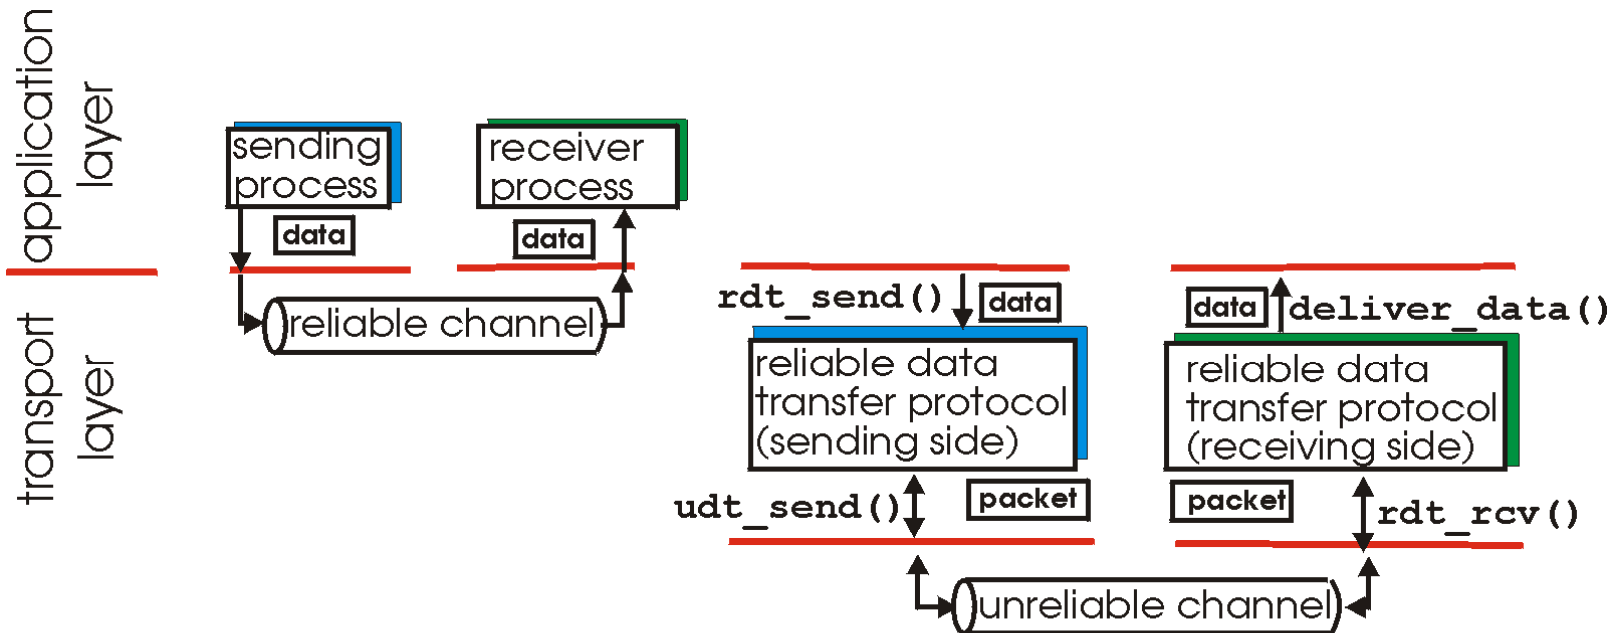 application
layer
transport
layer
sending
process
receiver
process
data
data
reliable channel
rdt_send()
data
data
deliver_data()
reliable data
transfer protocol
(sending side)
reliable data
transfer protocol
(receiving side)
udt_send()
packet
packet
rdt_rcv()
unreliable channel